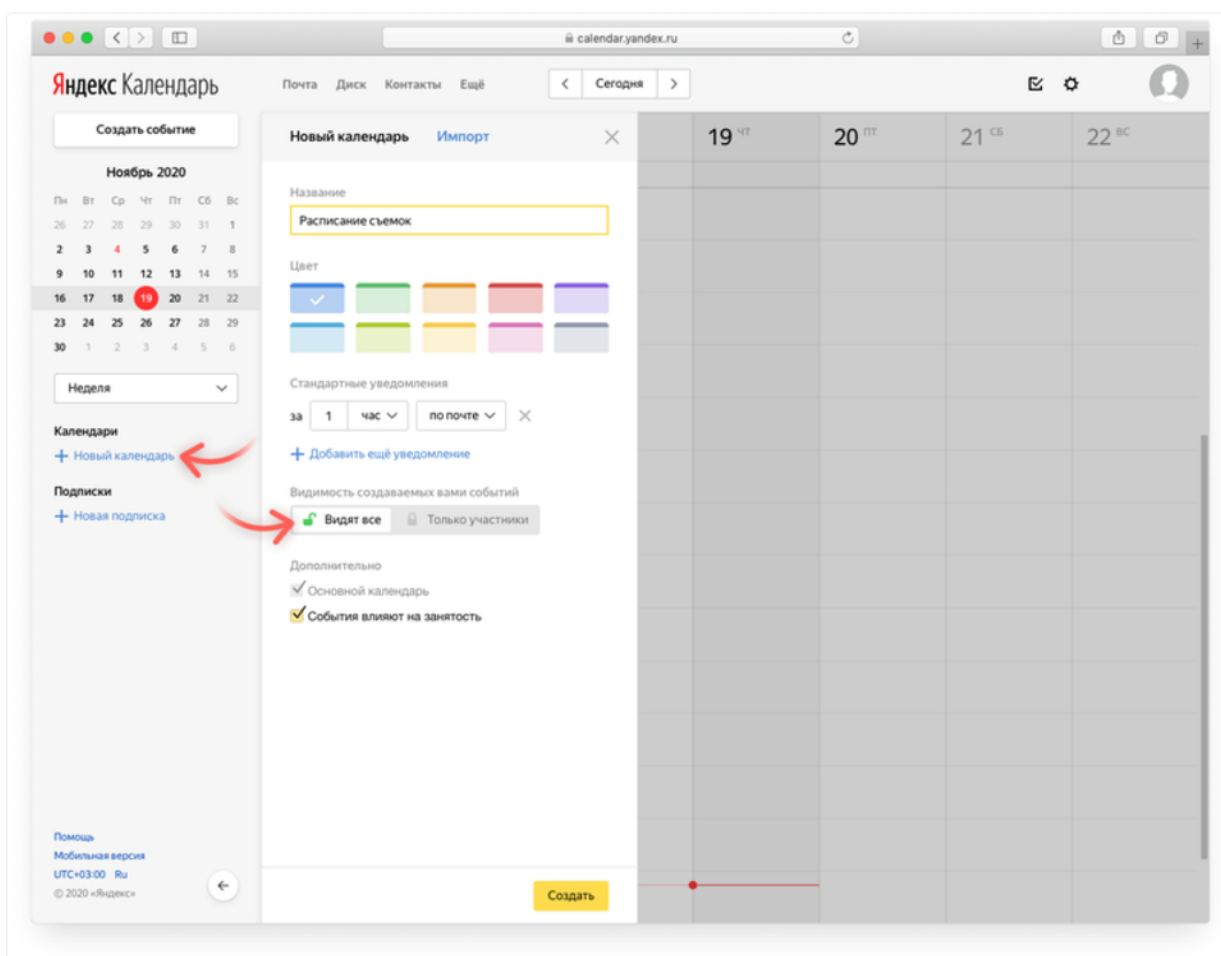 calendar.yandex.ru
Яндекс Календарь
Почта Диск Контакты Ещё
Сегодня
Создать событие
Ноябрь 2020
Пн Вт Ср Чт Пт Сб Вс
26 27 28 29 30 31 1
2 3 4 5 6 7 8
9 10 11 12 13 14 15
16 17 18 19 20 21 22
23 24 25 26 27 28 29
30 1 2 3 4 5 6
Неделя
Календари
+ Новый календарь
Подписки
+ Новая подписка
Помощь
Мобильная версия
UTC+03:00 Ru
© 2020 «Яндекс»
Новый календарь Импорт
Название
Расписание съемок
Цвет
Стандартные уведомления
за 1 час по почте
+ Добавить ещё уведомление
Видимость создаваемых вами событий
Видят все Только участники
Дополнительно
Основной календарь
События влияют на занятость
Создать
19 ЧТ 20 ПТ 21 СБ 22 ВС